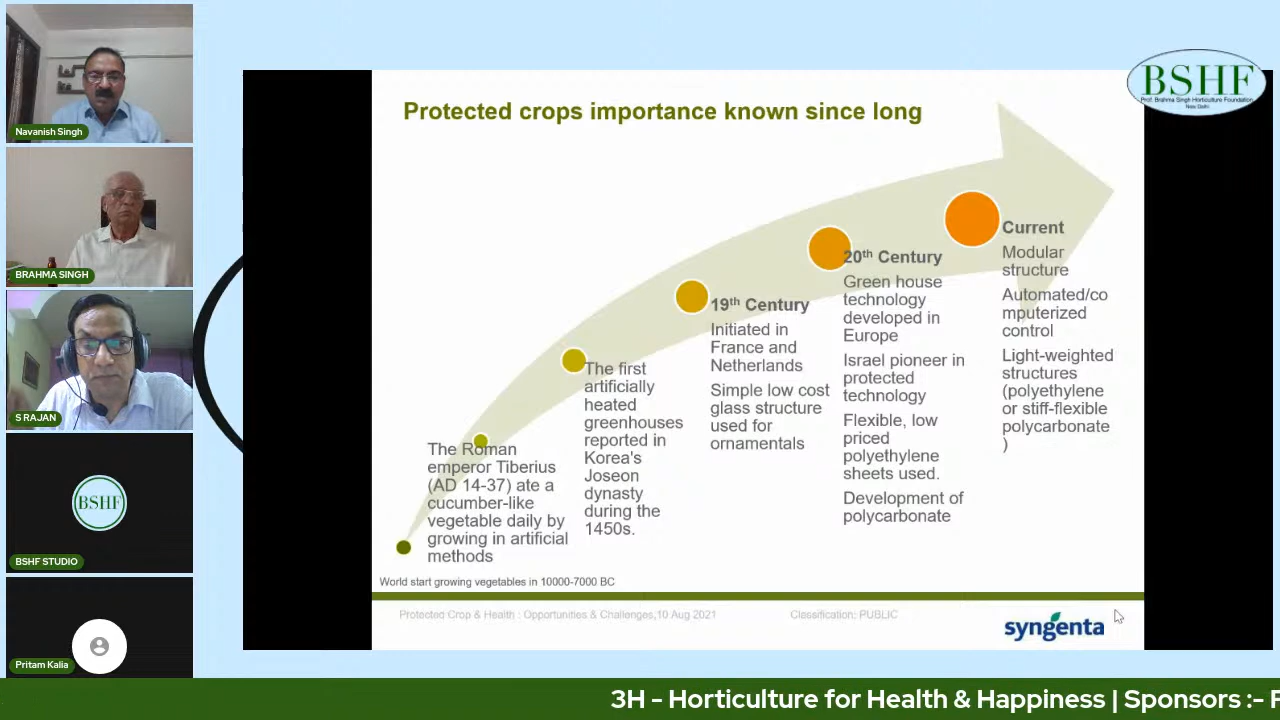 Navanish Singh
BRAHMA SINGH
S RAJAN
BSHF
BSHF STUDIO
Pritam Kalia
BSHF
Prof. Brahma Singh Horticulture Foundation
New Delhi
Protected crops importance known since long
The Roman
emperor Tiberius
(AD 14-37) ate a
cucumber-like
vegetable daily by
growing in artificial
methods
The first
artificially
heated
greenhouses
reported in
Korea's
Joseon
dynasty
during the
1450s.
19th Century
Initiated in
France and
Netherlands
Simple low cost
glass structure
used for
ornamentals
20th Century
Green house
technology
developed in
Europe
Israel pioneer in
protected
technology
Flexible, low
priced
polyethylene
sheets used.
Development of
polycarbonate
Current
Modular
structure
Automated/co
mputerized
control
Light-weighted
structures
(polyethylene
or stiff-flexible
polycarbonate
)
World start growing vegetables in 10000-7000 BC
Protected Crop & Health : Opportunities & Challenges,10 Aug 2021
Classification: PUBLIC
syngenta
3H - Horticulture for Health & Happiness | Sponsors :-